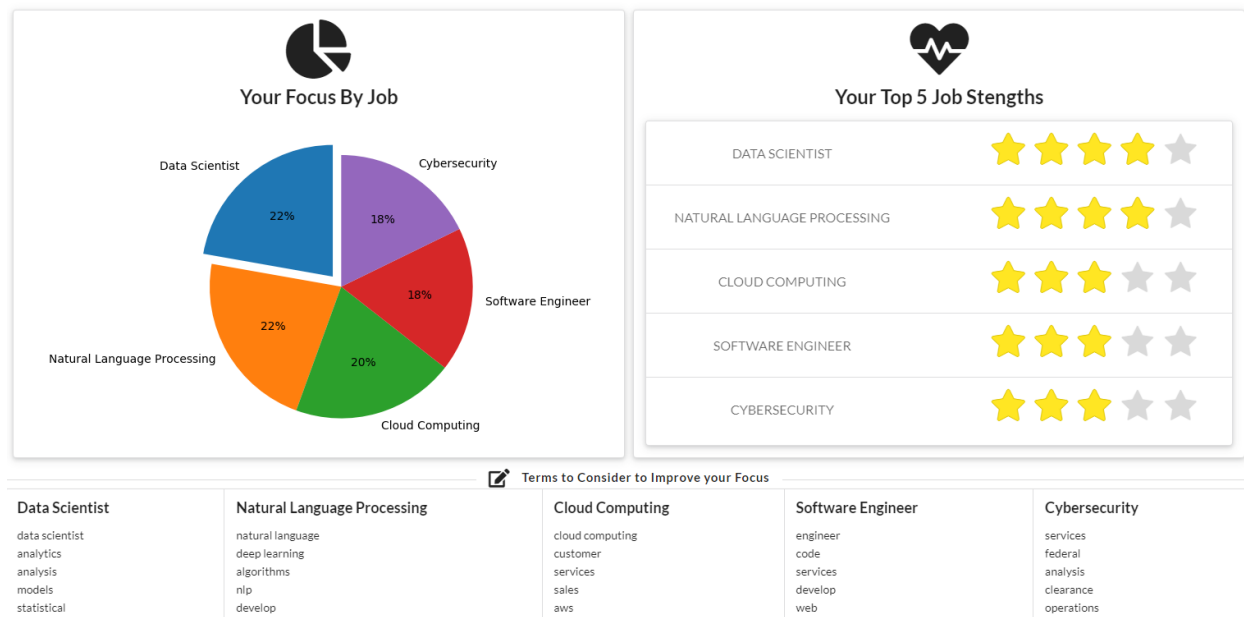 Your Focus By Job
Data Scientist
22%
Cybersecurity
18%
Software Engineer
18%
Natural Language Processing
22%
Cloud Computing
20%
Your Top 5 Job Stengths
DATA SCIENTIST
NATURAL LANGUAGE PROCESSING
CLOUD COMPUTING
SOFTWARE ENGINEER
CYBERSECURITY
Terms to Consider to Improve your Focus
Data Scientist
data scientist
analytics
analysis
models
statistical
Natural Language Processing
natural language
deep learning
algorithms
nlp
develop
Cloud Computing
cloud computing
customer
services
sales
aws
Software Engineer
engineer
code
services
develop
web
Cybersecurity
services
federal
analysis
clearance
operations